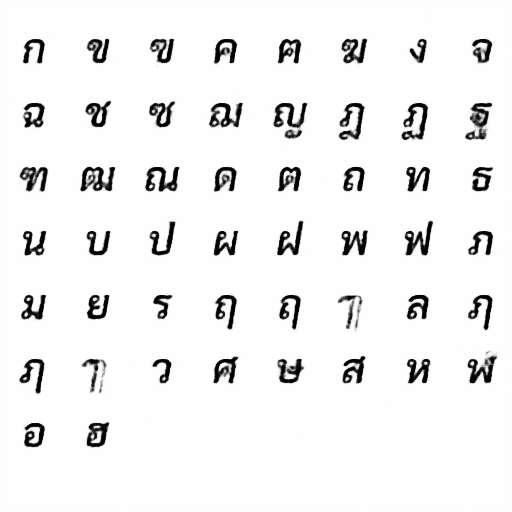 ก ข ฃ ค ฅ ฆ ง จ
ฉ ช ซ ฌ ญ ฎ ฏ ฐ
ฑ ฒ ณ ด ต ถ ท ธ
น บ ป ผ ฝ พ ฟ ภ
ม ย ร ฤ ฤ ล ฦ
ฦ ว ศ ษ ส ห ฬ
อ ฮ